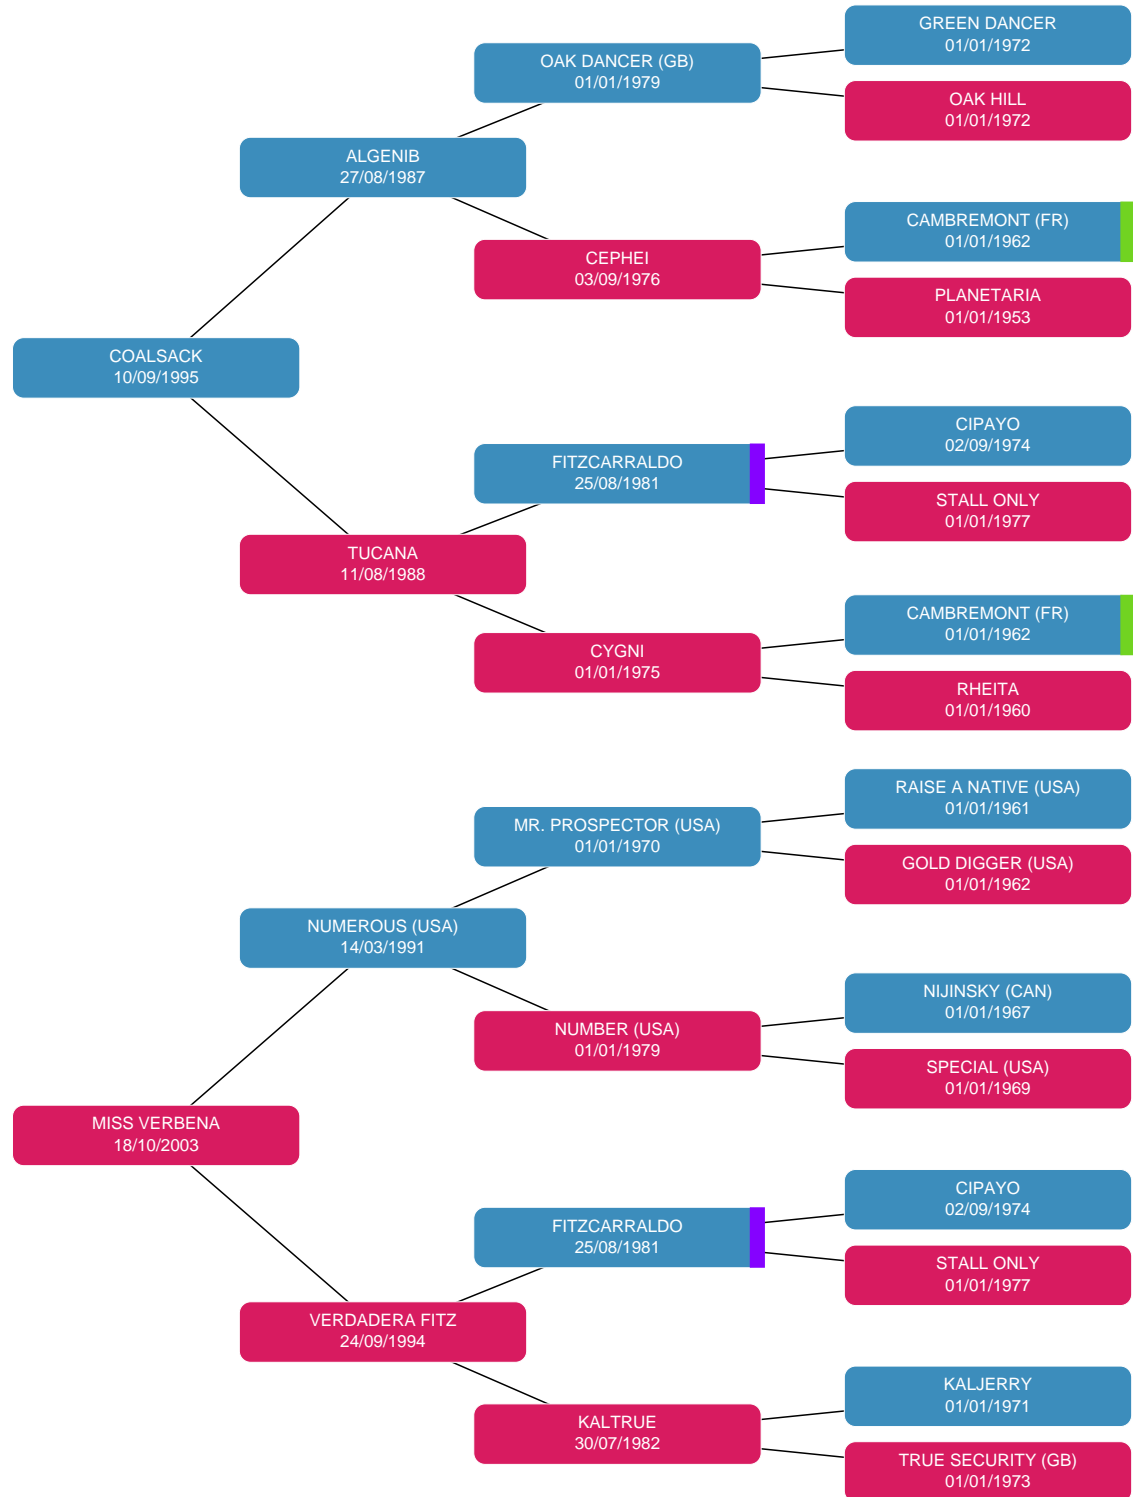 GREEN DANCER
01/01/1972
OAK DANCER (GB)
01/01/1979
OAK HILL
01/01/1972
ALGENIB
27/08/1987
CAMBREMONT (FR)
01/01/1962
CEPHEI
03/09/1976
PLANETARIA
01/01/1953
COALSACK
10/09/1995
CIPAYO
02/09/1974
FITZCARRALDO
25/08/1981
STALL ONLY
01/01/1977
TUCANA
11/08/1988
CAMBREMONT (FR)
01/01/1962
CYGNI
01/01/1975
RHEITA
01/01/1960
RAISE A NATIVE (USA)
01/01/1961
MR. PROSPECTOR (USA)
01/01/1970
GOLD DIGGER (USA)
01/01/1962
NUMEROUS (USA)
14/03/1991
NIJINSKY (CAN)
01/01/1967
NUMBER (USA)
01/01/1979
SPECIAL (USA)
01/01/1969
MISS VERBENA
18/10/2003
CIPAYO
02/09/1974
FITZCARRALDO
25/08/1981
STALL ONLY
01/01/1977
VERDADERA FITZ
24/09/1994
KALJERRY
01/01/1971
KALTRUE
30/07/1982
TRUE SECURITY (GB)
01/01/1973